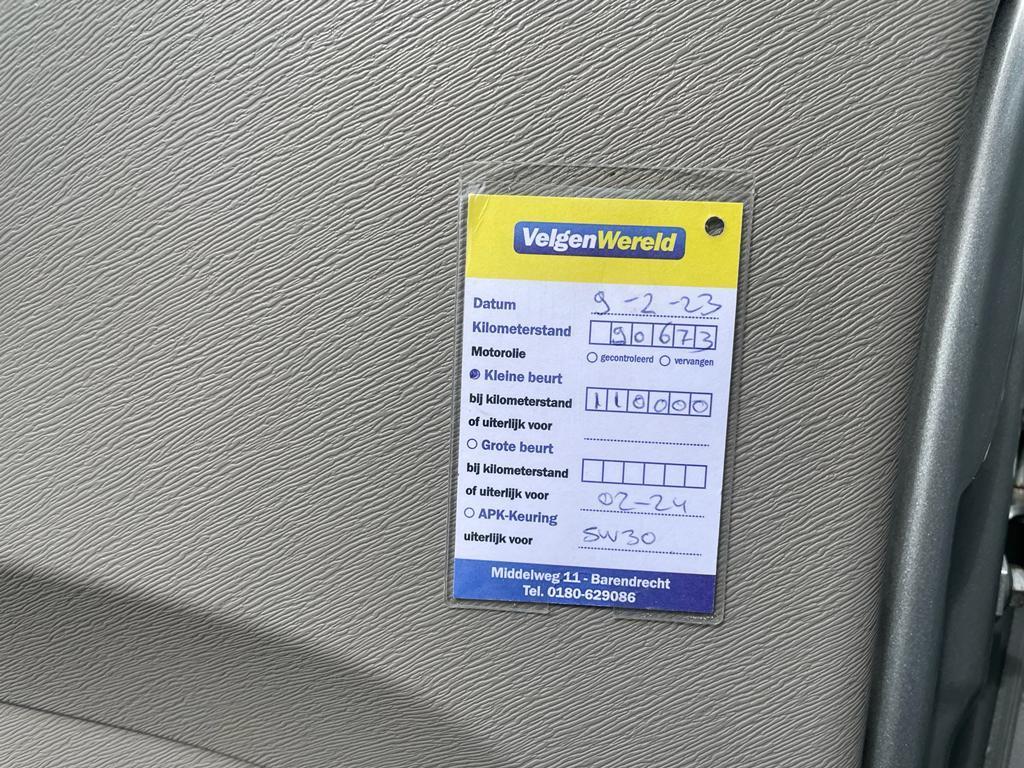 VelgenWereld
Datum 9-2-23
Kilometerstand 90673
Motorolie gecontroleerd vervangen
Kleine beurt
bij kilometerstand 110000
of uiterlijk voor
Grote beurt
bij kilometerstand
of uiterlijk voor 02-24
APK-Keuring
uiterlijk voor 5W30
Middelweg 11 - Barendrecht
Tel. 0180-629086